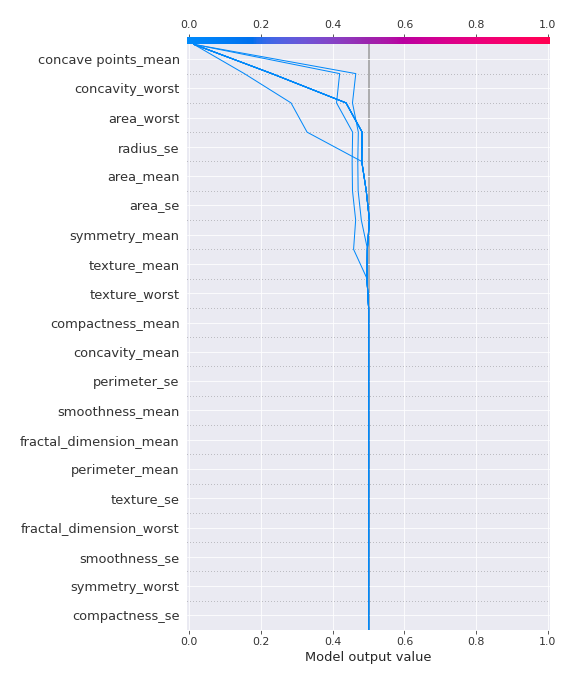 0.0 0.2 0.4 0.6 0.8 1.0
concave points_mean
concavity_worst
area_worst
radius_se
area_mean
area_se
symmetry_mean
texture_mean
texture_worst
compactness_mean
concavity_mean
perimeter_se
smoothness_mean
fractal_dimension_mean
perimeter_mean
texture_se
fractal_dimension_worst
smoothness_se
symmetry_worst
compactness_se
0.0 0.2 0.4 0.6 0.8 1.0
Model output value